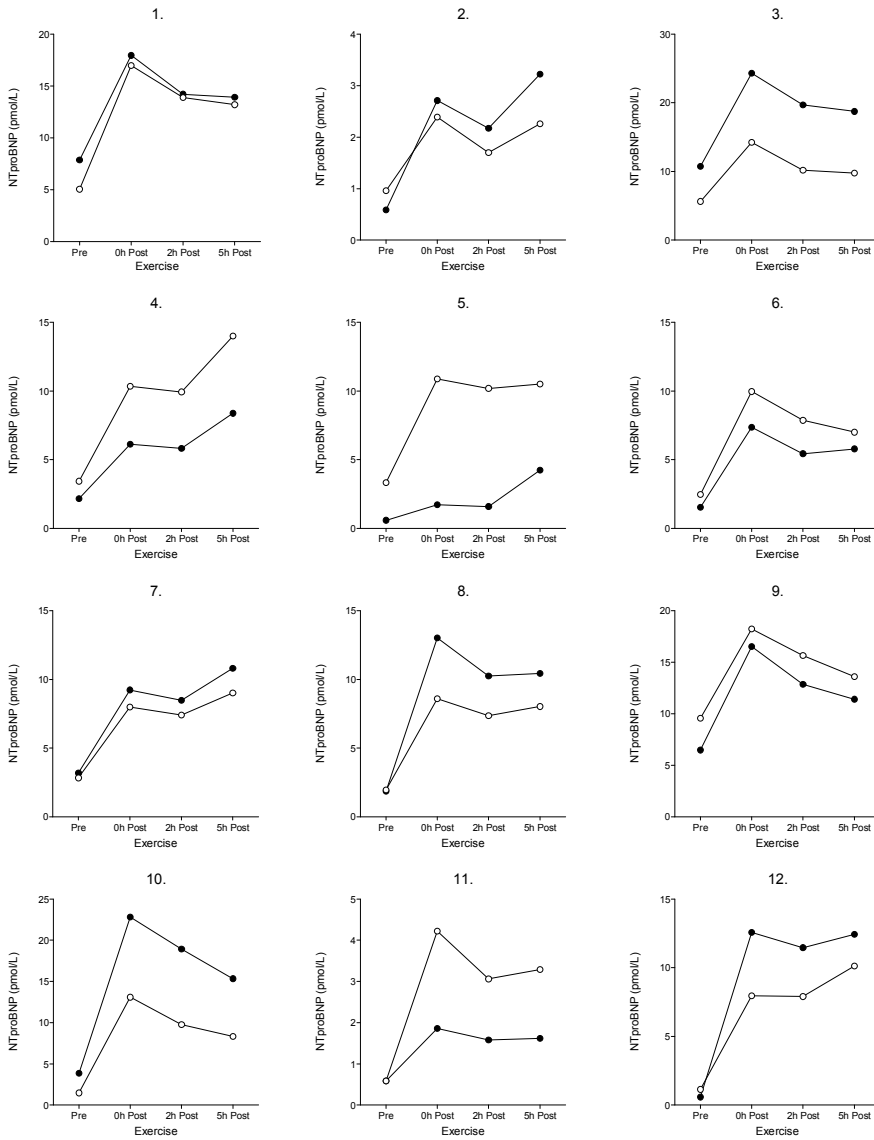 1.
NTproBNP (pmol/L)
20
15
10
5
0
Pre
0h Post
2h Post
5h Post
Exercise
2.
NTproBNP (pmol/L)
4
3
2
1
0
Pre
0h Post
2h Post
5h Post
Exercise
3.
NTproBNP (pmol/L)
30
20
10
0
Pre
0h Post
2h Post
5h Post
Exercise
4.
NTproBNP (pmol/L)
15
10
5
0
Pre
0h Post
2h Post
5h Post
Exercise
5.
NTproBNP (pmol/L)
15
10
5
0
Pre
0h Post
2h Post
5h Post
Exercise
6.
NTproBNP (pmol/L)
15
10
5
0
Pre
0h Post
2h Post
5h Post
Exercise
7.
NTproBNP (pmol/L)
15
10
5
0
Pre
0h Post
2h Post
5h Post
Exercise
8.
NTproBNP (pmol/L)
15
10
5
0
Pre
0h Post
2h Post
5h Post
Exercise
9.
NTproBNP (pmol/L)
20
15
10
5
0
Pre
0h Post
2h Post
5h Post
Exercise
10.
NTproBNP (pmol/L)
25
20
15
10
5
0
Pre
0h Post
2h Post
5h Post
Exercise
11.
NTproBNP (pmol/L)
5
4
3
2
1
0
Pre
0h Post
2h Post
5h Post
Exercise
12.
NTproBNP (pmol/L)
15
10
5
0
Pre
0h Post
2h Post
5h Post
Exercise